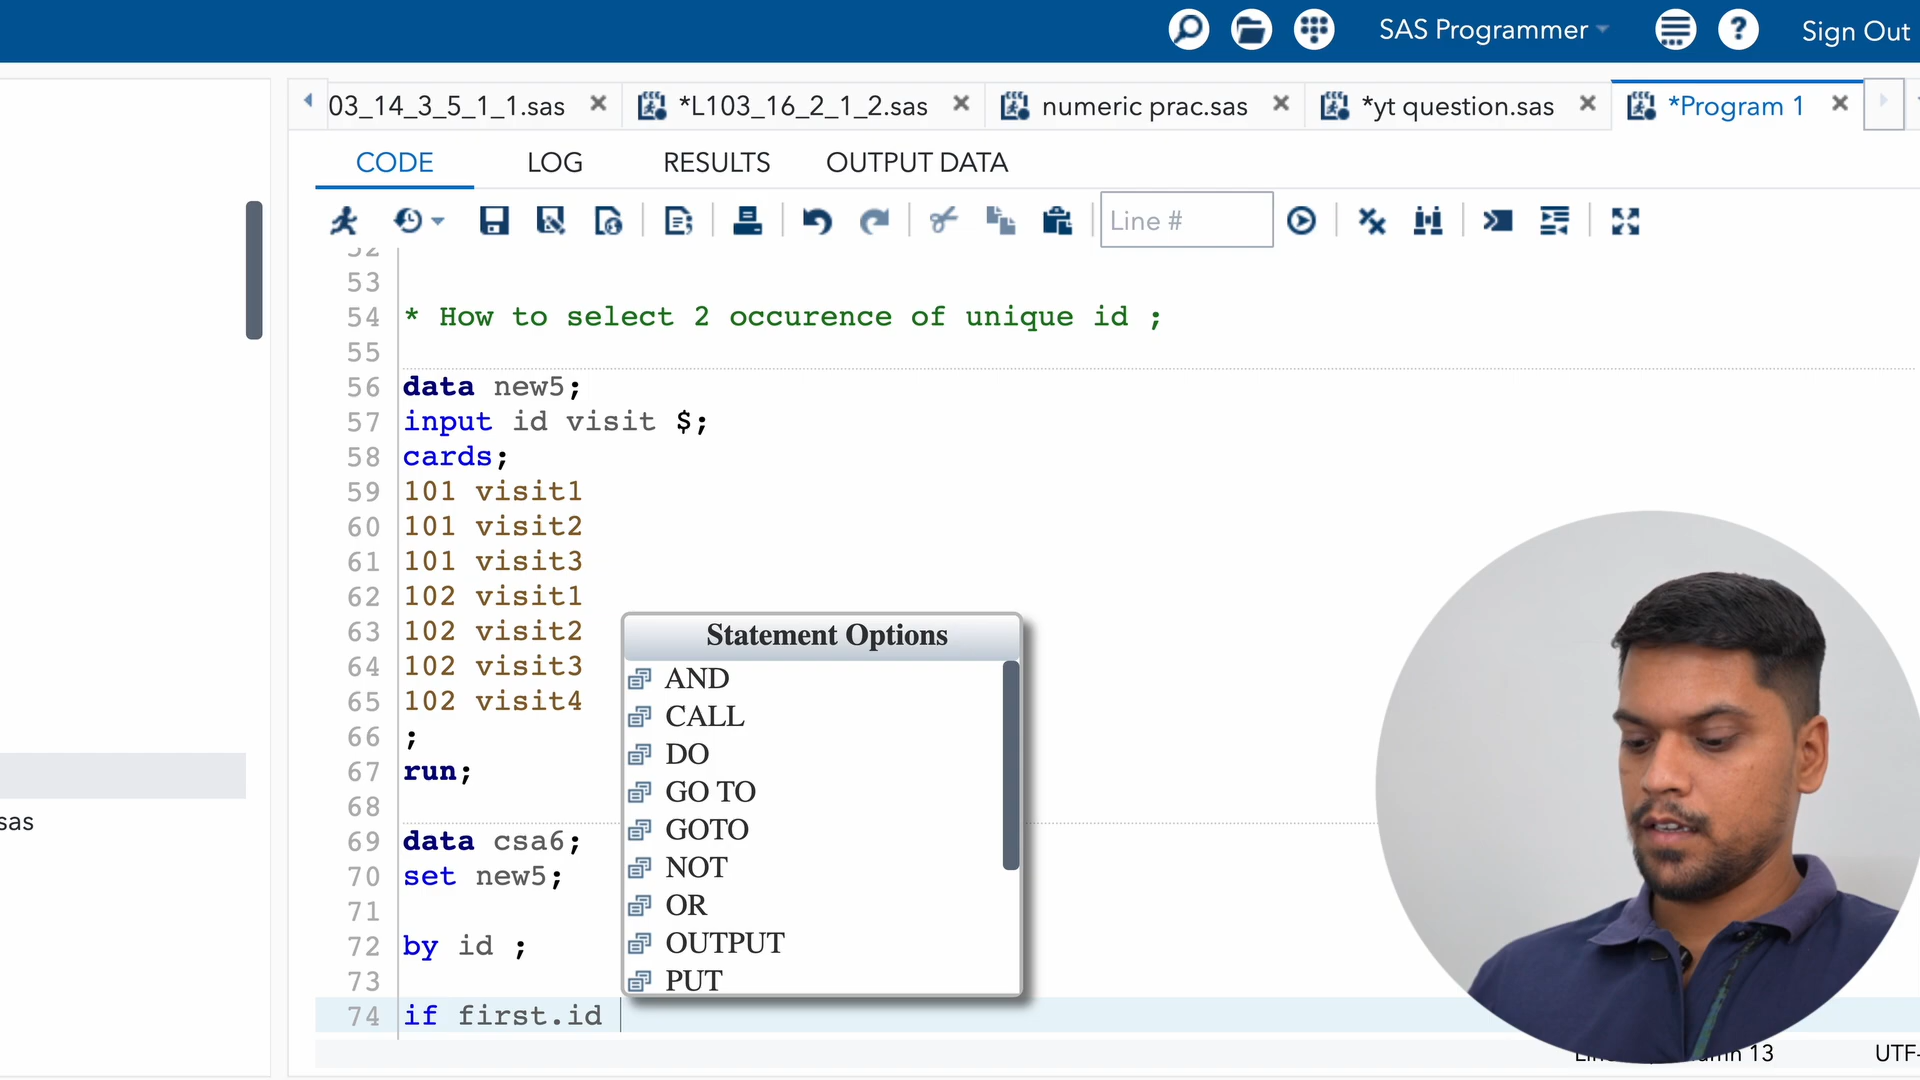 SAS Programmer
Sign Out
03_14_3_5_1_1.sas
*L103_16_2_1_2.sas
numeric prac.sas
*yt question.sas
*Program 1
CODE
LOG
RESULTS
OUTPUT DATA
Line #
52
53
54 * How to select 2 occurence of unique id ;
55
56 data new5;
57 input id visit $;
58 cards;
59 101 visit1
60 101 visit2
61 101 visit3
62 102 visit1
63 102 visit2
64 102 visit3
65 102 visit4
66 ;
67 run;
68
69 data csa6;
70 set new5;
71
72 by id ;
73
74 if first.id
Statement Options
AND
CALL
DO
GO TO
GOTO
NOT
OR
OUTPUT
PUT
sas
13
UTF-